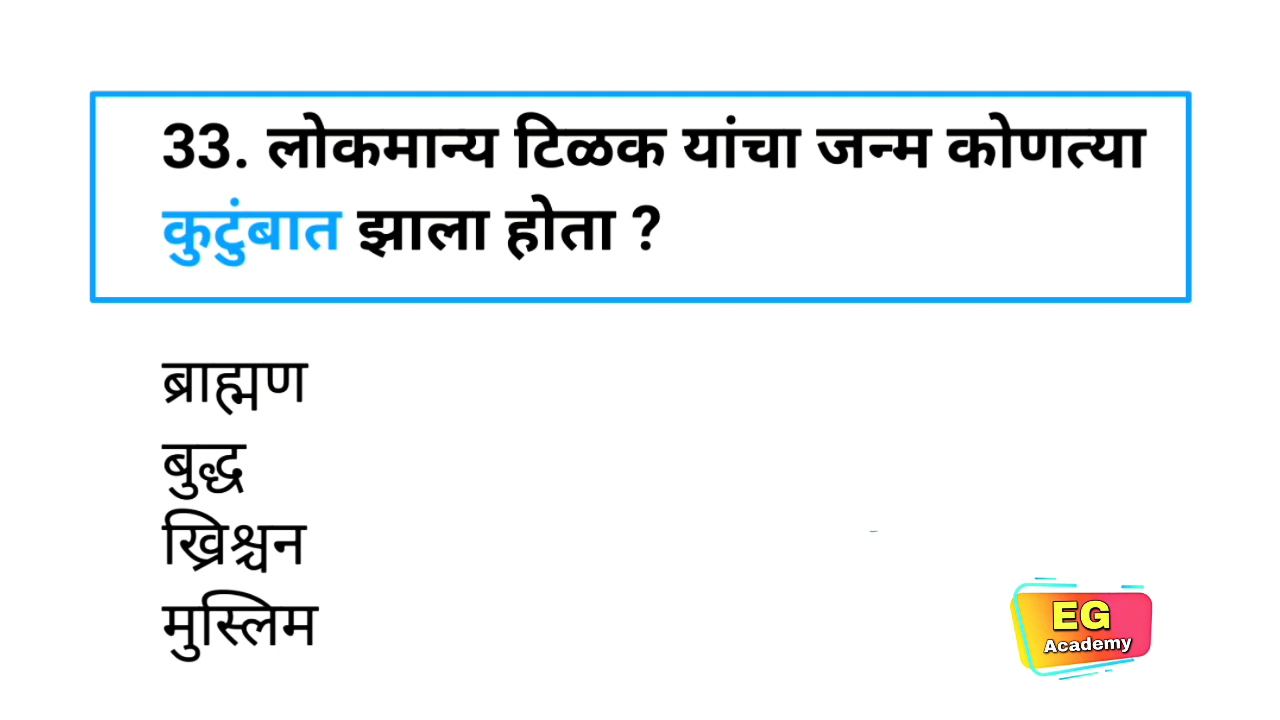 33. लोकमान्य टिळक यांचा जन्म कोणत्या
कुटुंबात झाला होता ?
ब्राह्मण
बुद्ध
ख्रिश्चन
मुस्लिम
EG
Academy